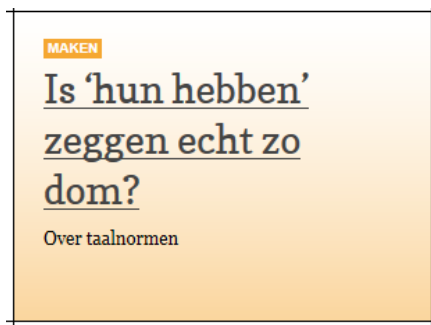 MAKEN
Is ‘hun hebben’
zeggen echt zo
dom?
Over taalnormen